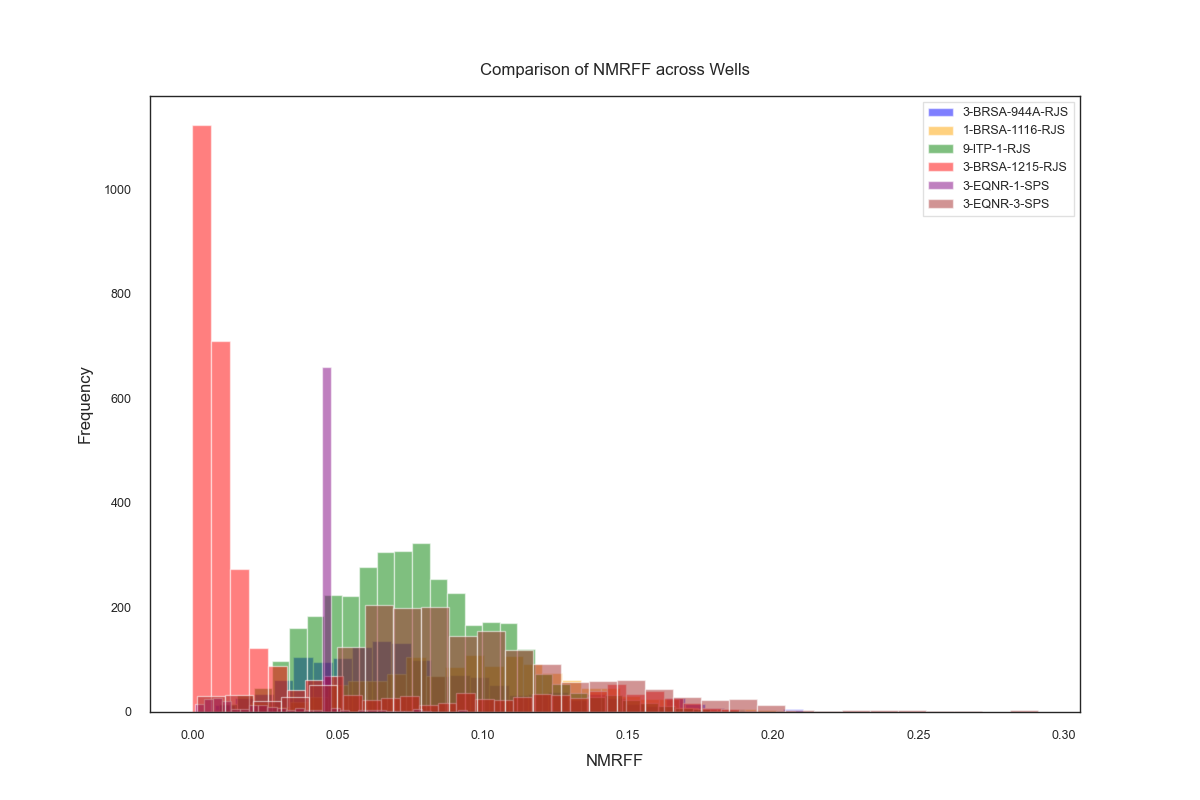 Comparison of NMRFF across Wells
3-BRSA-944A-RJS
1-BRSA-1116-RJS
9-ITP-1-RJS
3-BRSA-1215-RJS
3-EQNR-1-SPS
3-EQNR-3-SPS
1000
800
600
400
200
0
Frequency
0.00 0.05 0.10 0.15 0.20 0.25 0.30
NMRFF